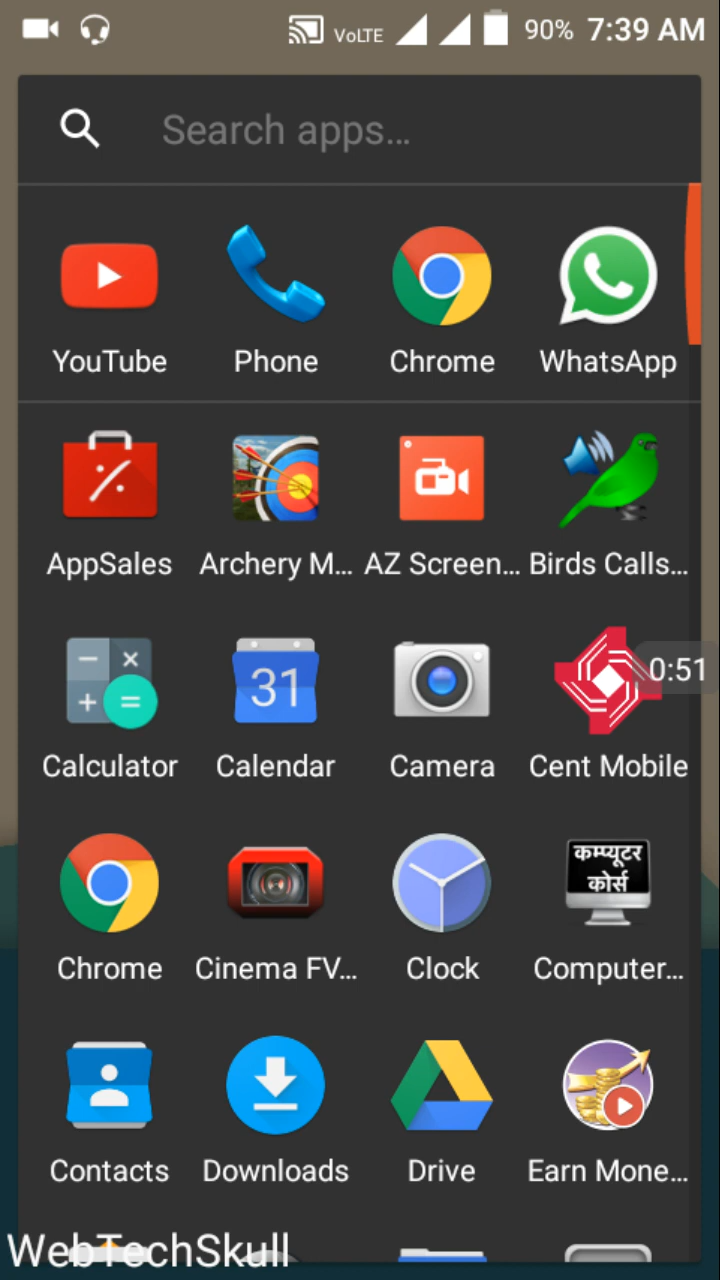 VoLTE 90% 7:39 AM
Search apps...
YouTube Phone Chrome WhatsApp
AppSales Archery M... AZ Screen... Birds Calls...
31
0:51
Calculator Calendar Camera Cent Mobile
कम्प्यूटर
कोर्स
Chrome Cinema FV... Clock Computer...
Contacts Downloads Drive Earn Mone...
WebTechSkull